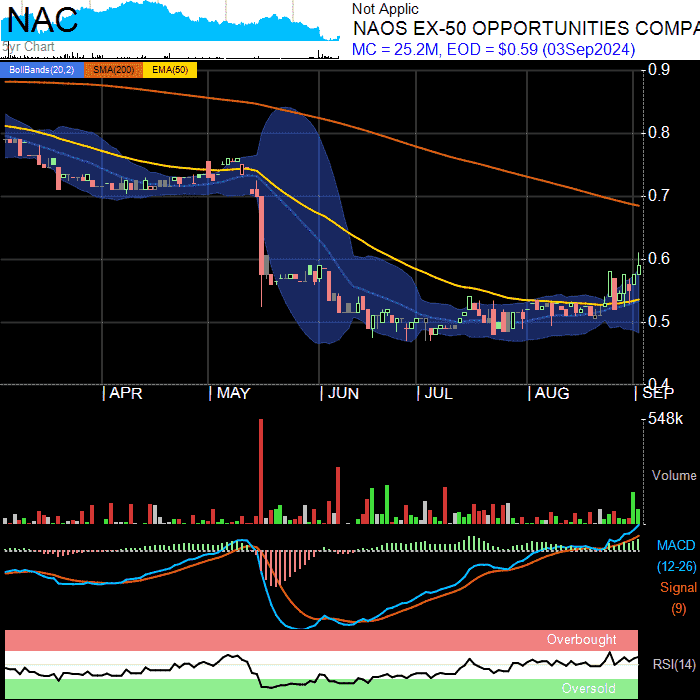 NAC
5yr Chart
Not Applic
NAOS EX-50 OPPORTUNITIES COMPA
MC = 25.2M, EOD = $0.59 (03Sep2024)
BollBands(20,2) SMA(200) EMA(50)
0.9
0.8
0.7
0.6
0.5
0.4
APR MAY JUN JUL AUG SEP
548k
Volume
MACD
(12-26)
Signal
(9)
Overbought
RSI(14)
Oversold